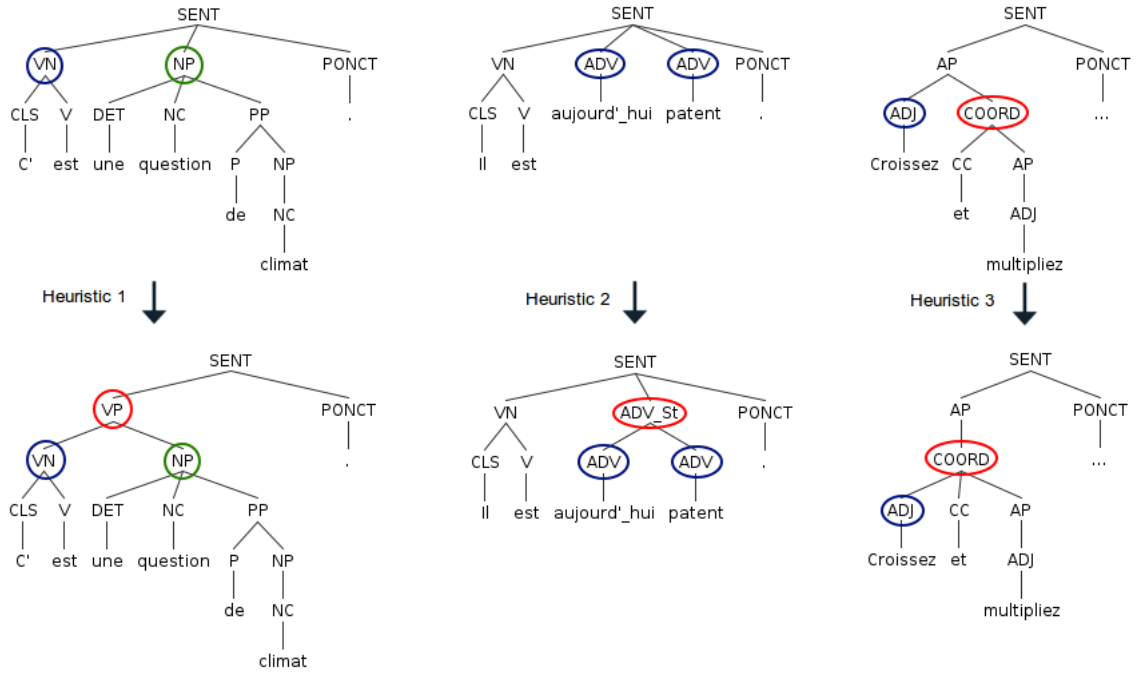 SENT SENT SENT
VN NP PONCT VN ADV ADV PONCT AP PONCT
CLS V DET NC PP . CLS V aujourd'_hui patent . ADJ COORD ...
C' est une question P NP Il est Croissez CC AP
de NC et ADJ
climat multipliez
Heuristic 1 Heuristic 2 Heuristic 3
SENT SENT SENT
VP PONCT VN ADV_St PONCT AP PONCT
VN NP . CLS V ADV ADV . COORD ...
CLS V DET NC PP Il est aujourd'_hui patent ADJ CC AP
C' est une question P NP Croissez et ADJ
de NC multipliez
climat